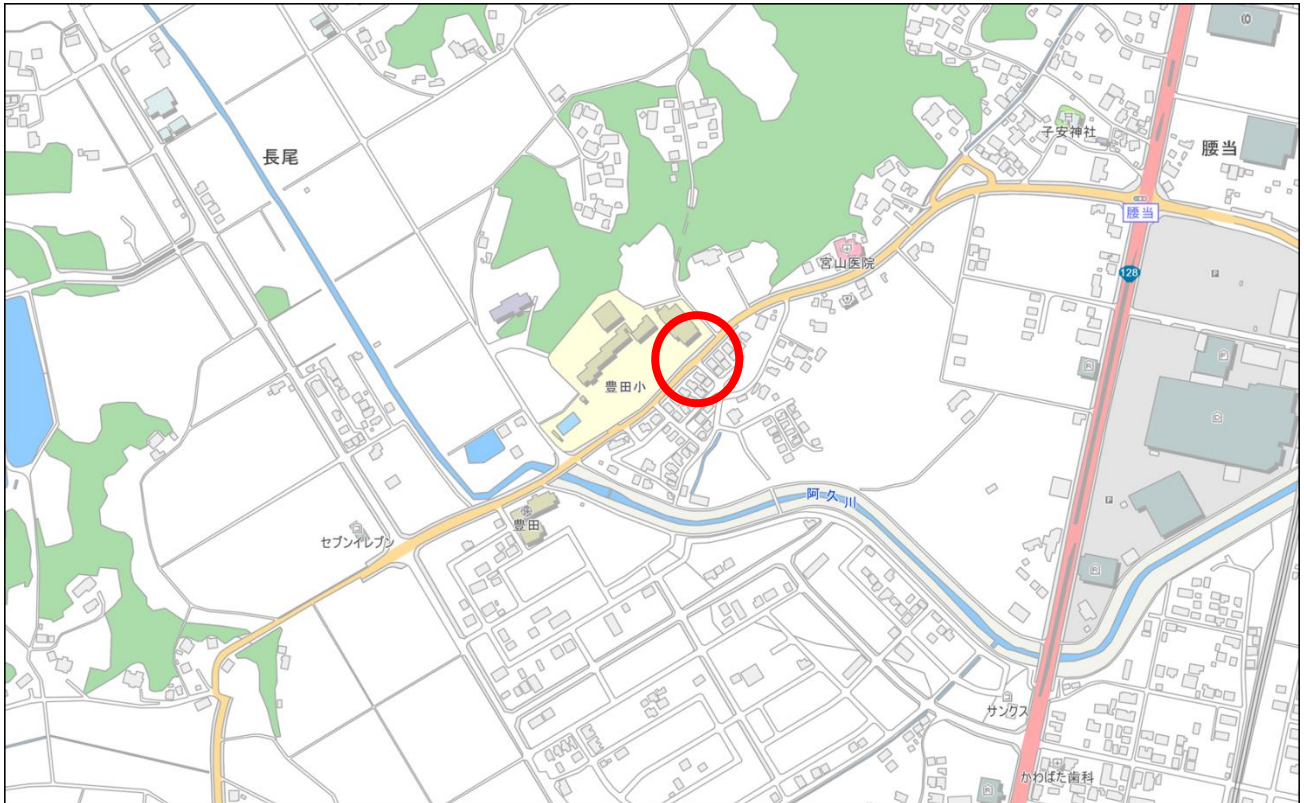 子安神社
腰当
長尾
腰当
宮山医院
128
豊田小
阿久川
豊田
セブンイレブン
サンクス
かわばた歯科